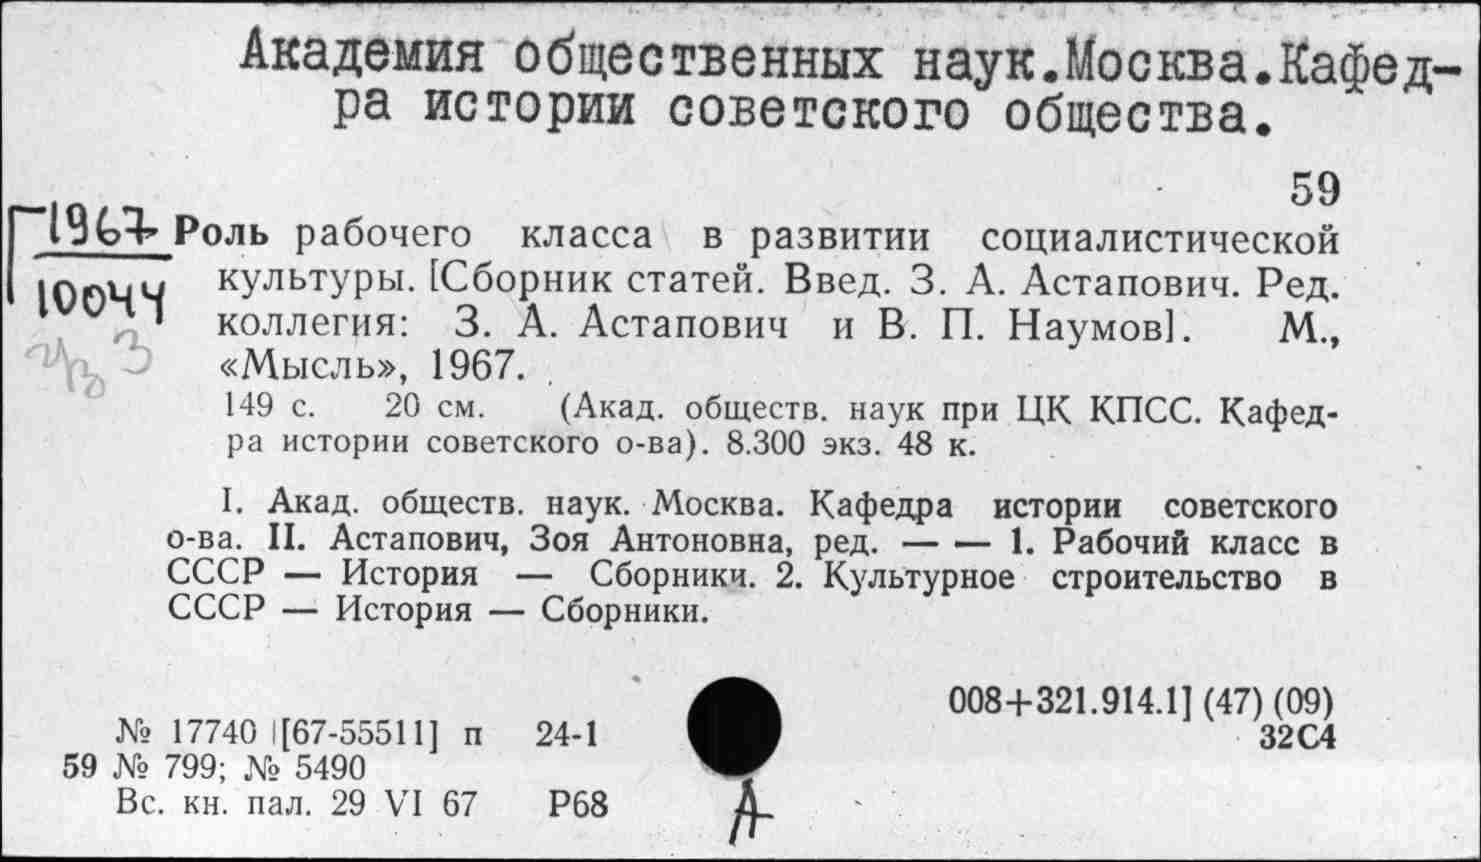 Академия общественных наук.Москва.Кафед-
ра истории советского общества.
59
1967
10044
Роль рабочего класса в развитии социалистической
культуры. [Сборник статей. Введ. З. А. Астапович. Ред.
коллегия: З. А. Астапович и В. П. Наумов]. М.,
«Мысль», 1967.
149 с. 20 см. (Акад. обществ. наук при ЦК КПСС. Кафед-
ра истории советского о-ва). 8.300 экз. 48 к.
I. Акад. обществ. наук. Москва. Кафедра истории советского
о-ва. II. Астапович, Зоя Антоновна, ред. — — 1. Рабочий класс в
СССР — История — Сборники. 2. Культурное строительство в
СССР — История — Сборники.
008+321.914.1] (47) (09)
32С4
№ 17740 [67-55511] п 24-1
59 № 799; № 5490
Вс. кн. пал. 29 VI 67 Р68
А